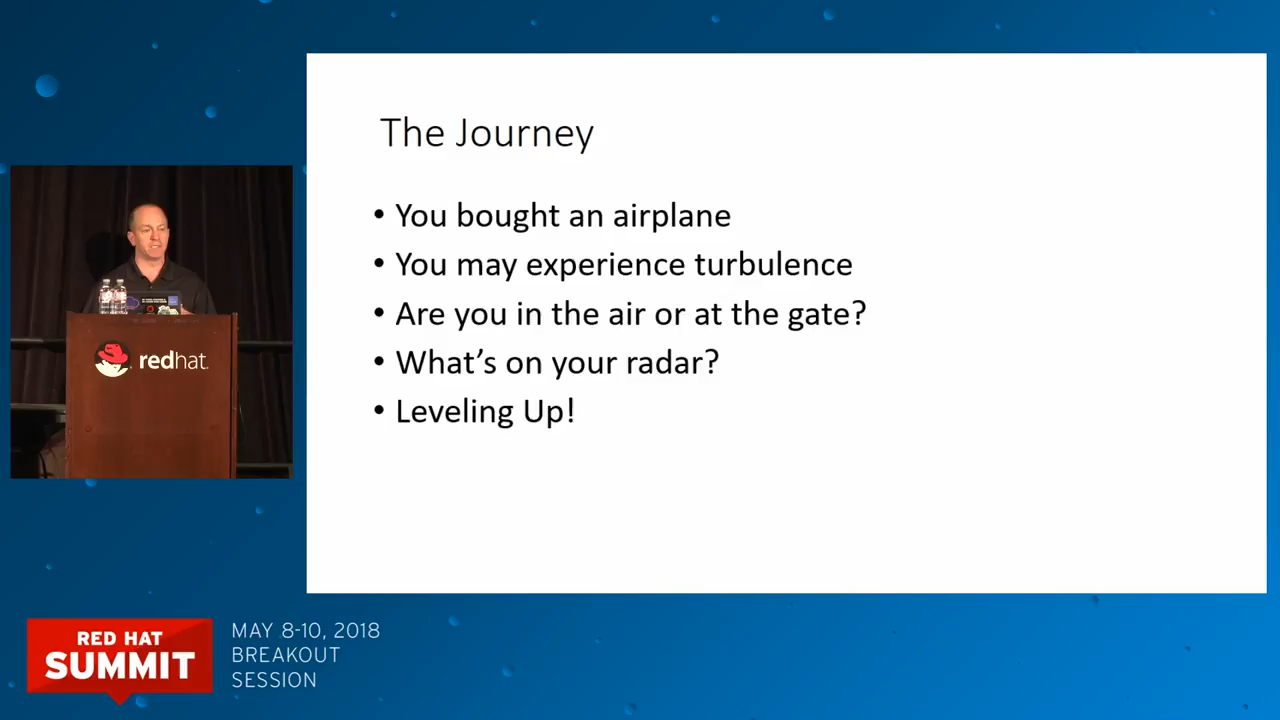 The Journey
• You bought an airplane
• You may experience turbulence
• Are you in the air or at the gate?
• What's on your radar?
• Leveling Up!
redhat.
RED HAT
SUMMIT
MAY 8-10, 2018
BREAKOUT
SESSION